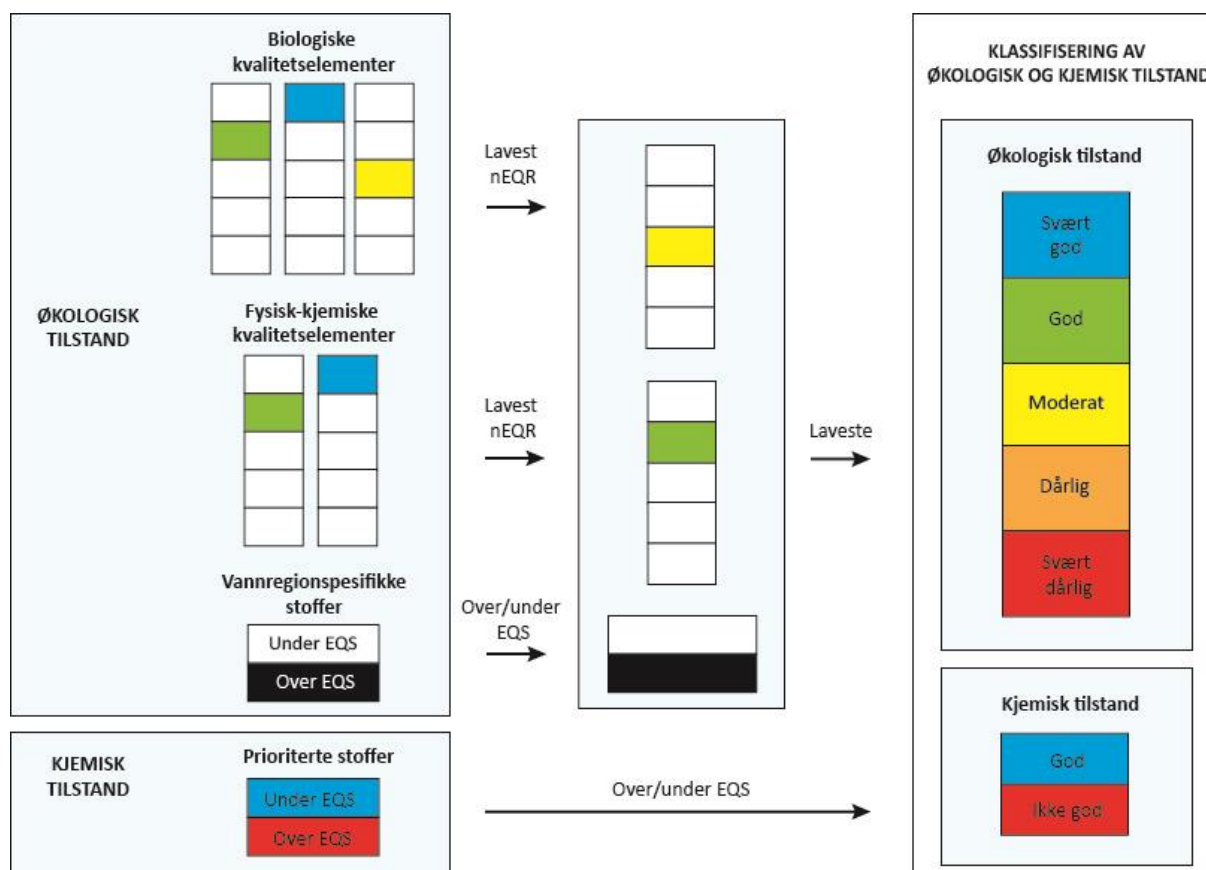 Biologiske
kvalitetselementer
Lavest
nEQR
ØKOLOGISK
TILSTAND
Fysisk-kjemiske
kvalitetselementer
Lavest
nEQR
Vannregionspesifikke
stoffer
Under EQS
Over EQS
Over/under
EQS
Laveste
KLASSIFISERING AV
ØKOLOGISK OG KJEMISK TILSTAND
Økologisk tilstand
Svært
god
God
Moderat
Dårlig
Svært
dårlig
KJEMISK
TILSTAND
Prioriterte stoffer
Under EQS
Over EQS
Over/under EQS
Kjemisk tilstand
God
Ikke god